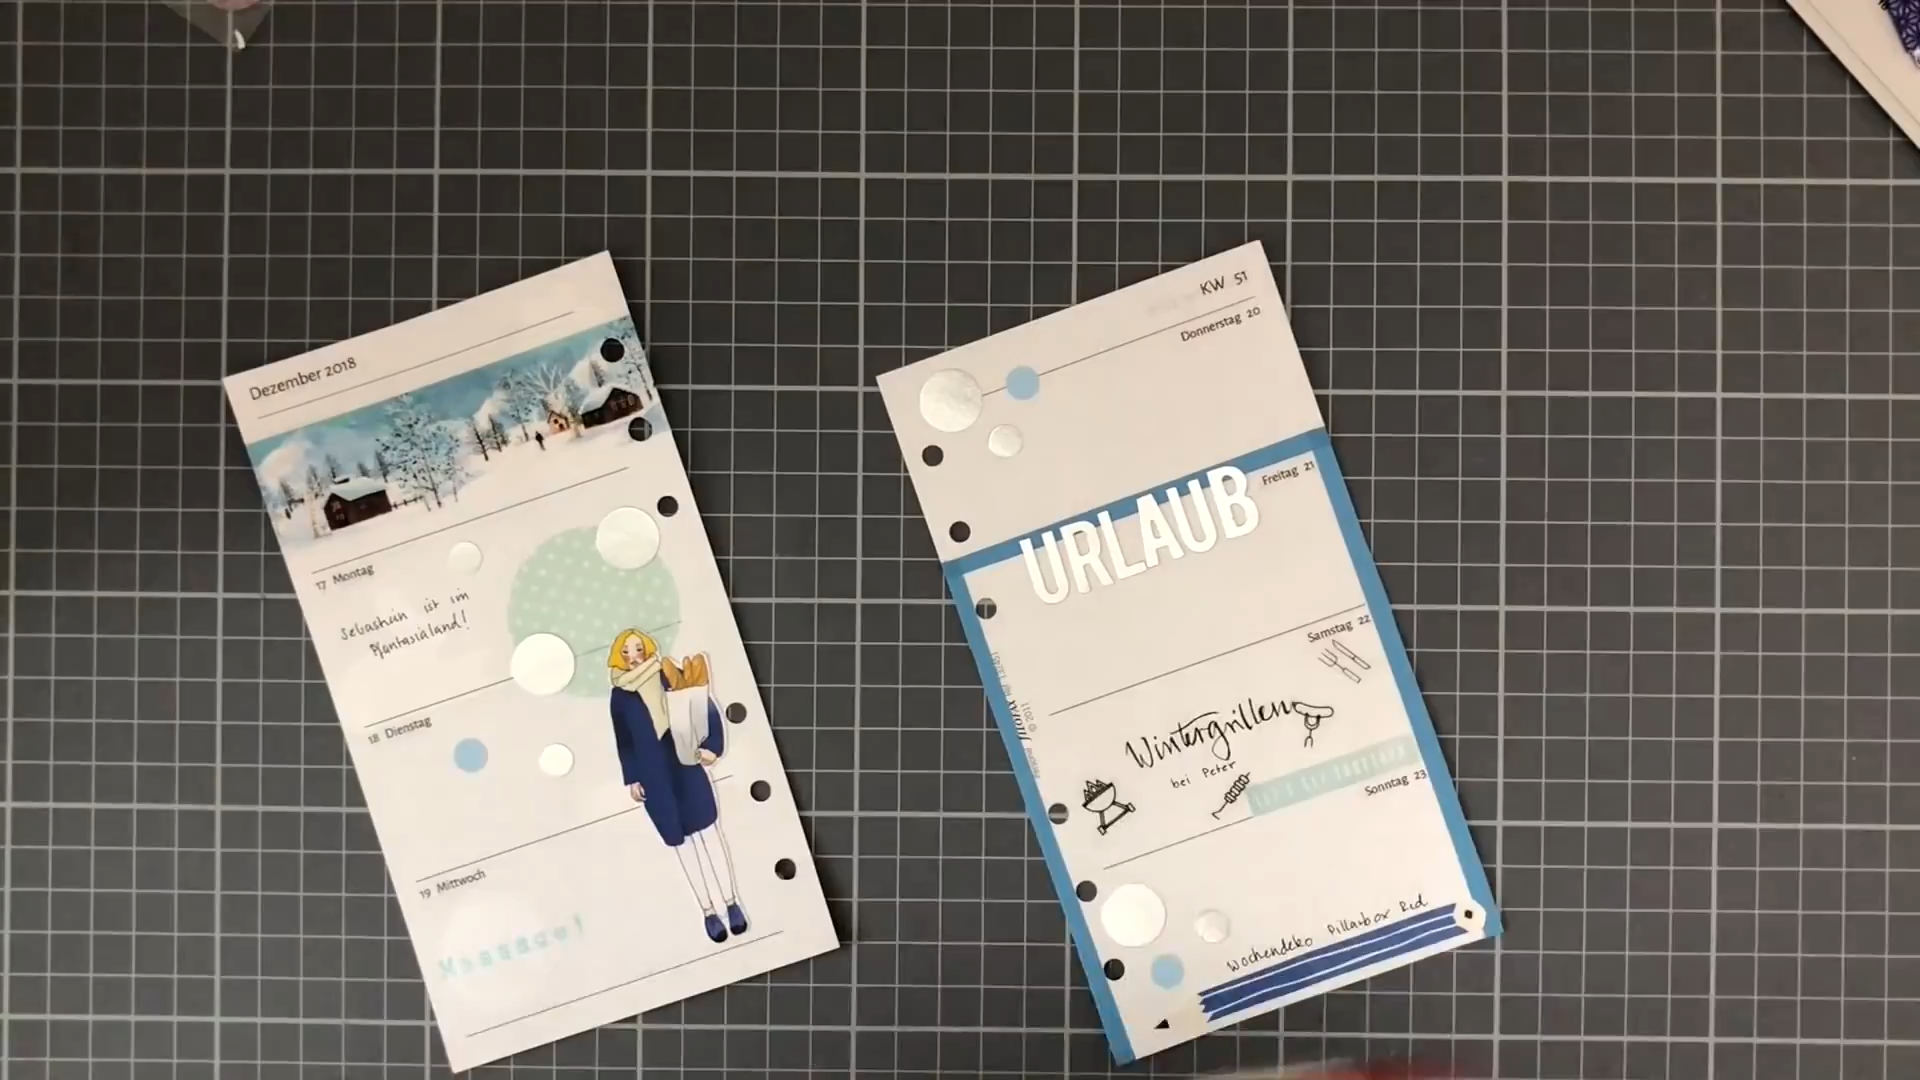 Dezember 2018
17 Montag
Sebastian ist im
Phantasialand!
18 Dienstag
19 Mittwoch
KW 51
Donnerstag 20
Freitag 21
URLAUB
Samstag 22
Wintergrillen
bei Peter
Sonntag 23
Wochendeko Pillarbox Red
© 2011